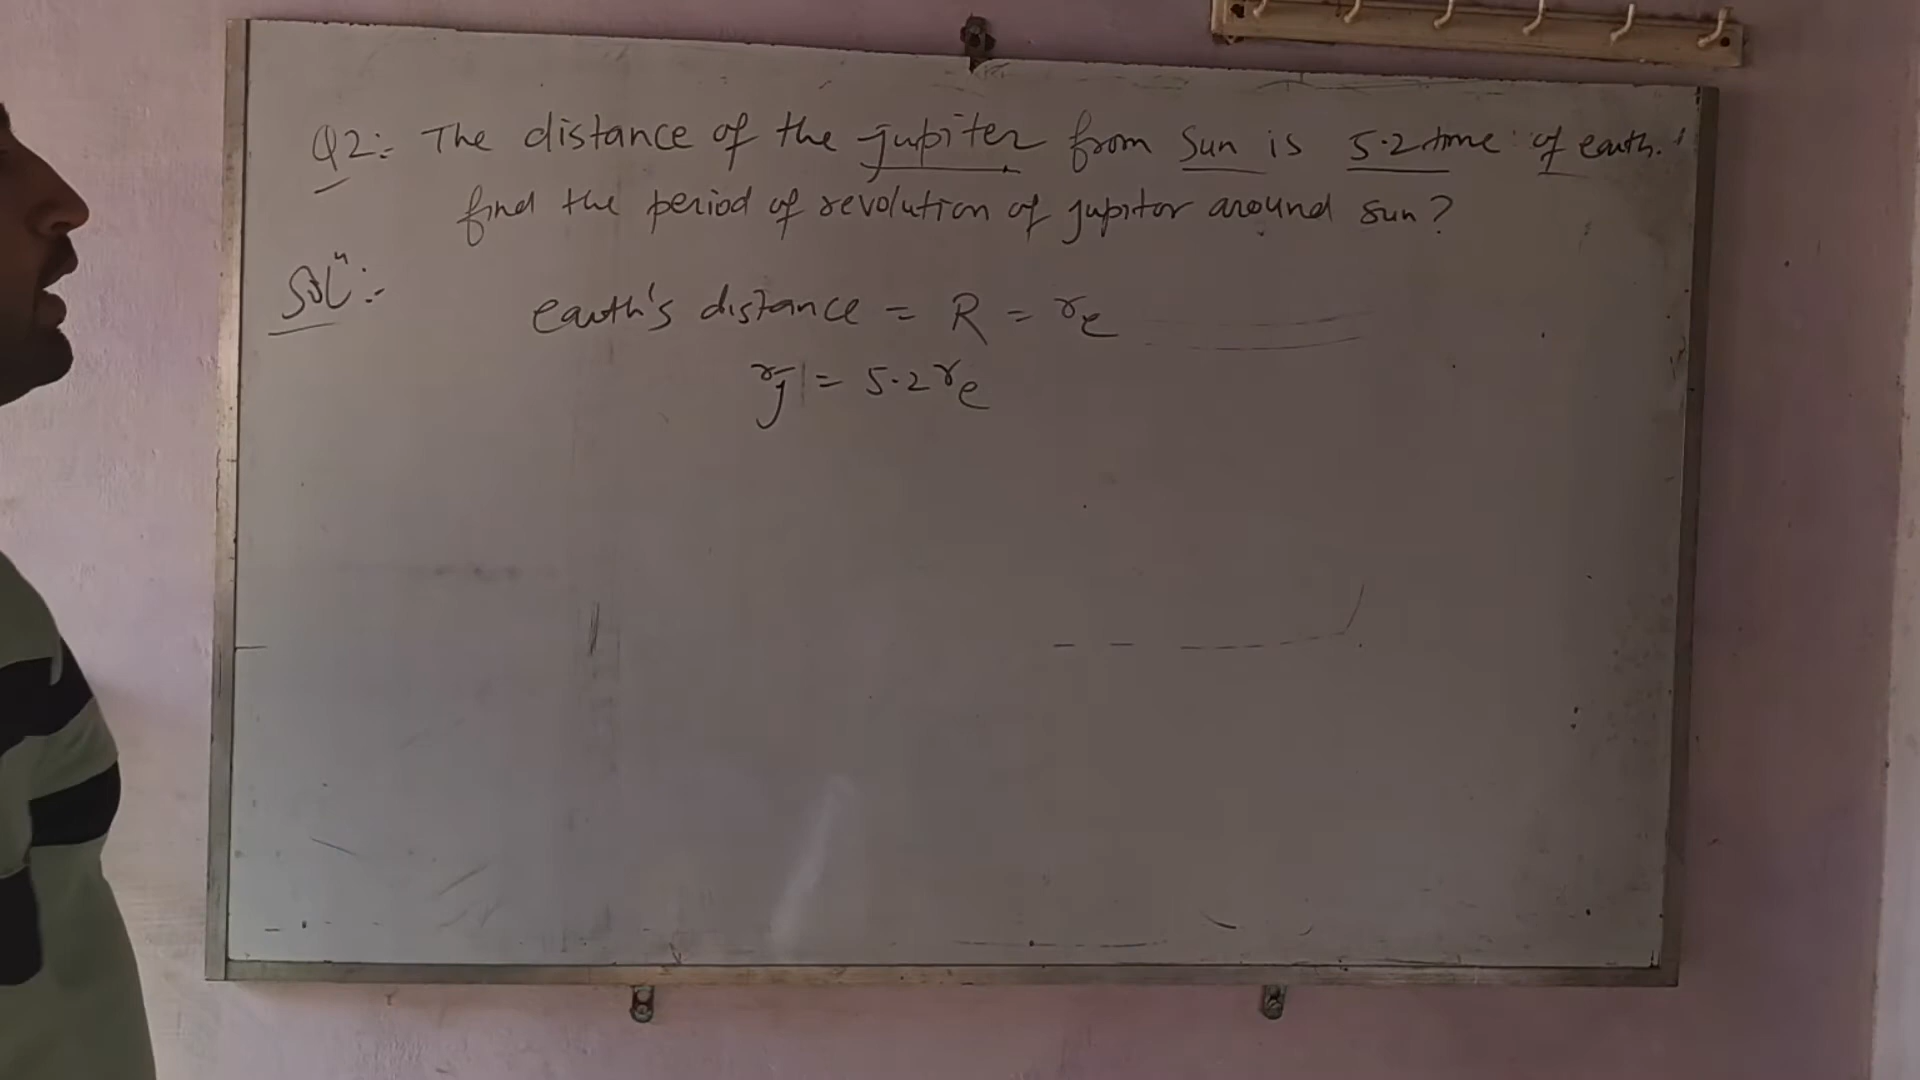 Q2:- The distance of the jupiter from Sun is 5.2 time of earth.
find the period of revolution of jupitor around sun?
Solⁿ:-
earth's distance = R = rₑ
rⱼ = 5.2 rₑ